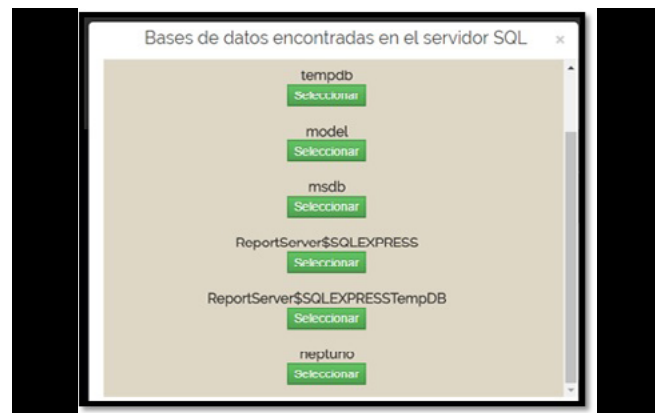 Bases de datos encontradas en el servidor SQL ×
tempdb
Seleccionar
model
Seleccionar
msdb
Seleccionar
ReportServer$SQLEXPRESS
Seleccionar
ReportServer$SQLEXPRESSTempDB
Seleccionar
neptuno
Seleccionar